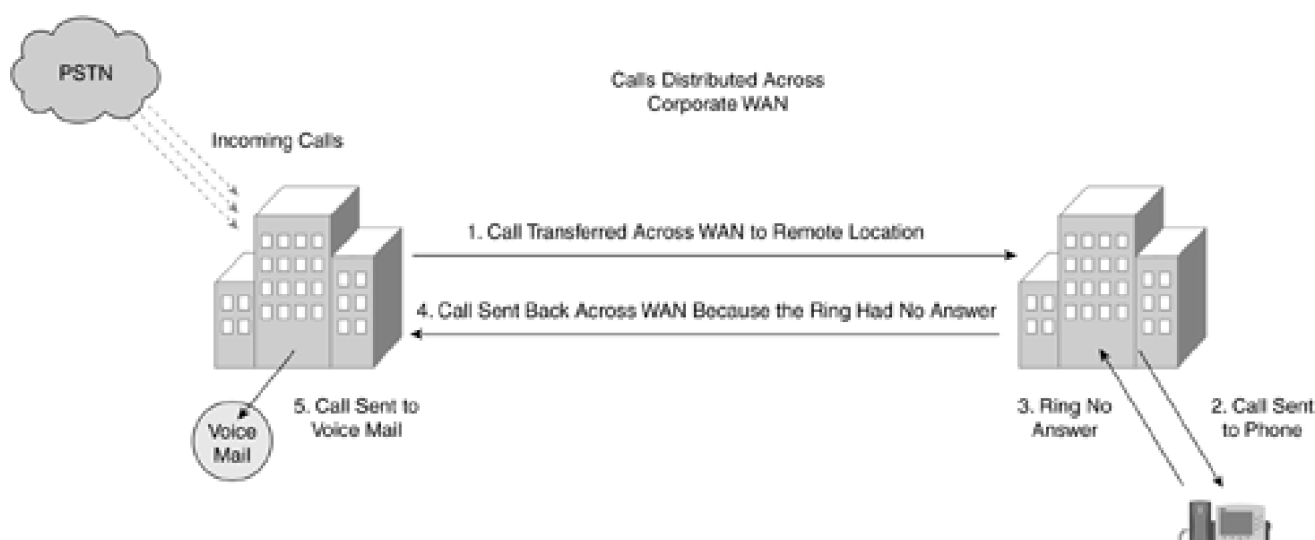 PSTN
Calls Distributed Across
Corporate WAN
Incoming Calls
1. Call Transferred Across WAN to Remote Location
4. Call Sent Back Across WAN Because the Ring Had No Answer
5. Call Sent to
Voice Mail
Voice
Mail
3. Ring No
Answer
2. Call Sent
to Phone